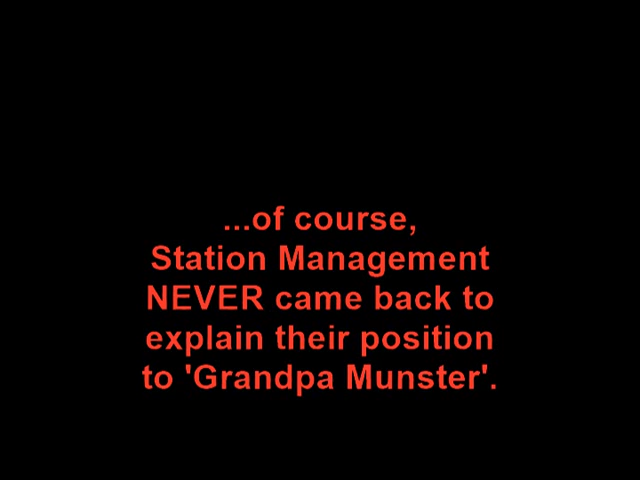 ...of course,
Station Management
NEVER came back to
explain their position
to 'Grandpa Munster'.